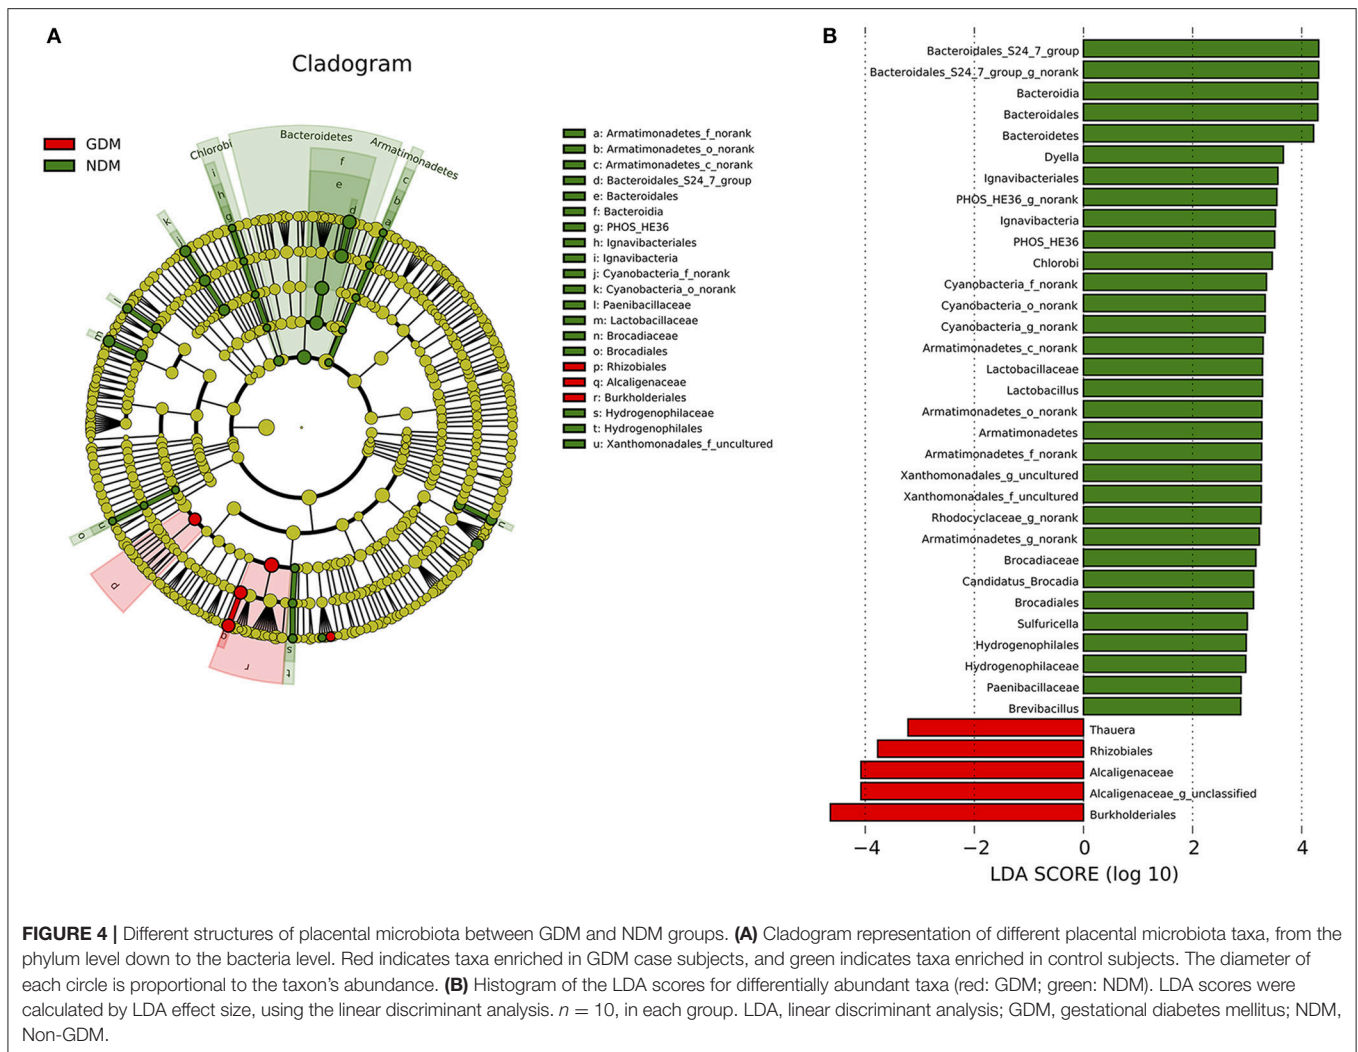 A
Cladogram
GDM
NDM
Bacteroidetes
Chlorobi
Armatimonadetes
f
e
d
i
h
g
c
b
a
k
j
l
m
n
o
p
q
r
s
t
u
a: Armatimonadetes_f_norank
b: Armatimonadetes_o_norank
c: Armatimonadetes_c_norank
d: Bacteroidales_S24_7_group
e: Bacteroidales
f: Bacteroidia
g: PHOS_HE36
h: Ignavibacteriales
i: Ignavibacteria
j: Cyanobacteria_f_norank
k: Cyanobacteria_o_norank
l: Paenibacillaceae
m: Lactobacillaceae
n: Brocadiaceae
o: Brocadiales
p: Rhizobiales
q: Alcaligenaceae
r: Burkholderiales
s: Hydrogenophilaceae
t: Hydrogenophilales
u: Xanthomonadales_f_uncultured
B
Bacteroidales_S24_7_group
Bacteroidales_S24_7_group_g_norank
Bacteroidia
Bacteroidales
Bacteroidetes
Dyella
Ignavibacteriales
PHOS_HE36_g_norank
Ignavibacteria
PHOS_HE36
Chlorobi
Cyanobacteria_f_norank
Cyanobacteria_o_norank
Cyanobacteria_g_norank
Armatimonadetes_c_norank
Lactobacillaceae
Lactobacillus
Armatimonadetes_o_norank
Armatimonadetes
Armatimonadetes_f_norank
Xanthomonadales_g_uncultured
Xanthomonadales_f_uncultured
Rhodocyclaceae_g_norank
Armatimonadetes_g_norank
Brocadiaceae
Candidatus_Brocadia
Brocadiales
Sulfuricella
Hydrogenophilales
Hydrogenophilaceae
Paenibacillaceae
Brevibacillus
Thauera
Rhizobiales
Alcaligenaceae
Alcaligenaceae_g_unclassified
Burkholderiales
−4 −2 0 2 4
LDA SCORE (log 10)
FIGURE 4 | Different structures of placental microbiota between GDM and NDM groups. (A) Cladogram representation of different placental microbiota taxa, from the
phylum level down to the bacteria level. Red indicates taxa enriched in GDM case subjects, and green indicates taxa enriched in control subjects. The diameter of
each circle is proportional to the taxon's abundance. (B) Histogram of the LDA scores for differentially abundant taxa (red: GDM; green: NDM). LDA scores were
calculated by LDA effect size, using the linear discriminant analysis. n = 10, in each group. LDA, linear discriminant analysis; GDM, gestational diabetes mellitus; NDM,
Non-GDM.